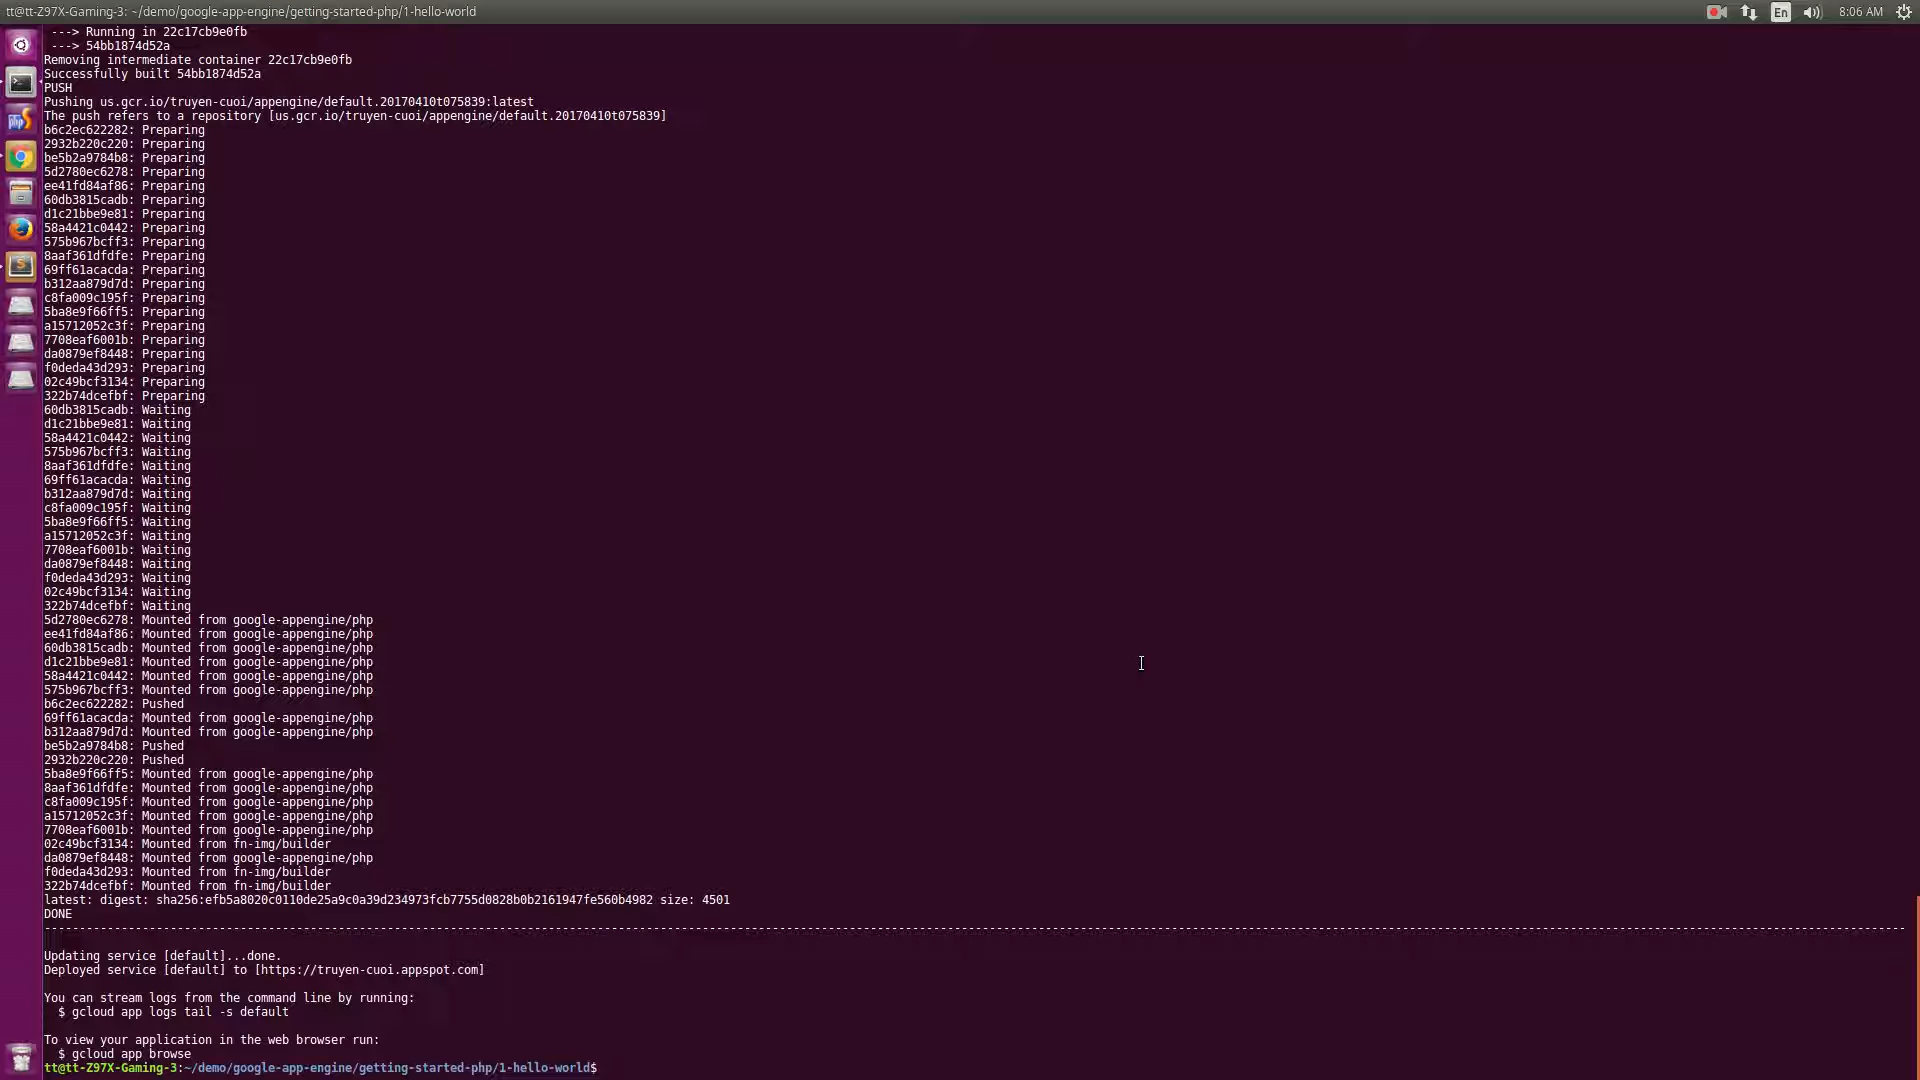 tt@tt-Z97X-Gaming-3: ~/demo/google-app-engine/getting-started-php/1-hello-world
En
8:06 AM
---> Running in 22c17cb9e0fb
---> 54bb1874d52a
Removing intermediate container 22c17cb9e0fb
Successfully built 54bb1874d52a
PUSH
Pushing us.gcr.io/truyen-cuoi/appengine/default.20170410t075839:latest
The push refers to a repository [us.gcr.io/truyen-cuoi/appengine/default.20170410t075839]
b6c2ec622282: Preparing
2932b220c220: Preparing
be5b2a9784b8: Preparing
5d2780ec6278: Preparing
ee41fd84af86: Preparing
60db3815cadb: Preparing
d1c21bbe9e81: Preparing
58a4421c0442: Preparing
575b967bcff3: Preparing
8aaf361dfdfe: Preparing
69ff61acacda: Preparing
b312aa879d7d: Preparing
c8fa009c195f: Preparing
5ba8e9f66ff5: Preparing
a15712052c3f: Preparing
7708eaf6001b: Preparing
da0879ef8448: Preparing
f0deda43d293: Preparing
02c49bcf3134: Preparing
322b74dcefbf: Preparing
60db3815cadb: Waiting
d1c21bbe9e81: Waiting
58a4421c0442: Waiting
575b967bcff3: Waiting
8aaf361dfdfe: Waiting
69ff61acacda: Waiting
b312aa879d7d: Waiting
c8fa009c195f: Waiting
5ba8e9f66ff5: Waiting
a15712052c3f: Waiting
7708eaf6001b: Waiting
da0879ef8448: Waiting
f0deda43d293: Waiting
02c49bcf3134: Waiting
322b74dcefbf: Waiting
5d2780ec6278: Mounted from google-appengine/php
ee41fd84af86: Mounted from google-appengine/php
60db3815cadb: Mounted from google-appengine/php
d1c21bbe9e81: Mounted from google-appengine/php
58a4421c0442: Mounted from google-appengine/php
575b967bcff3: Mounted from google-appengine/php
b6c2ec622282: Pushed
69ff61acacda: Mounted from google-appengine/php
b312aa879d7d: Mounted from google-appengine/php
be5b2a9784b8: Pushed
2932b220c220: Pushed
5ba8e9f66ff5: Mounted from google-appengine/php
8aaf361dfdfe: Mounted from google-appengine/php
c8fa009c195f: Mounted from google-appengine/php
a15712052c3f: Mounted from google-appengine/php
7708eaf6001b: Mounted from google-appengine/php
02c49bcf3134: Mounted from fn-img/builder
da0879ef8448: Mounted from google-appengine/php
f0deda43d293: Mounted from fn-img/builder
322b74dcefbf: Mounted from fn-img/builder
latest: digest: sha256:efb5a8020c0110de25a9c0a39d234973fcb7755d0828b0b2161947fe560b4982 size: 4501
DONE
Updating service [default]...done.
Deployed service [default] to [https://truyen-cuoi.appspot.com]
You can stream logs from the command line by running:
$ gcloud app logs tail -s default
To view your application in the web browser run:
$ gcloud app browse
tt@tt-Z97X-Gaming-3:~/demo/google-app-engine/getting-started-php/1-hello-world$